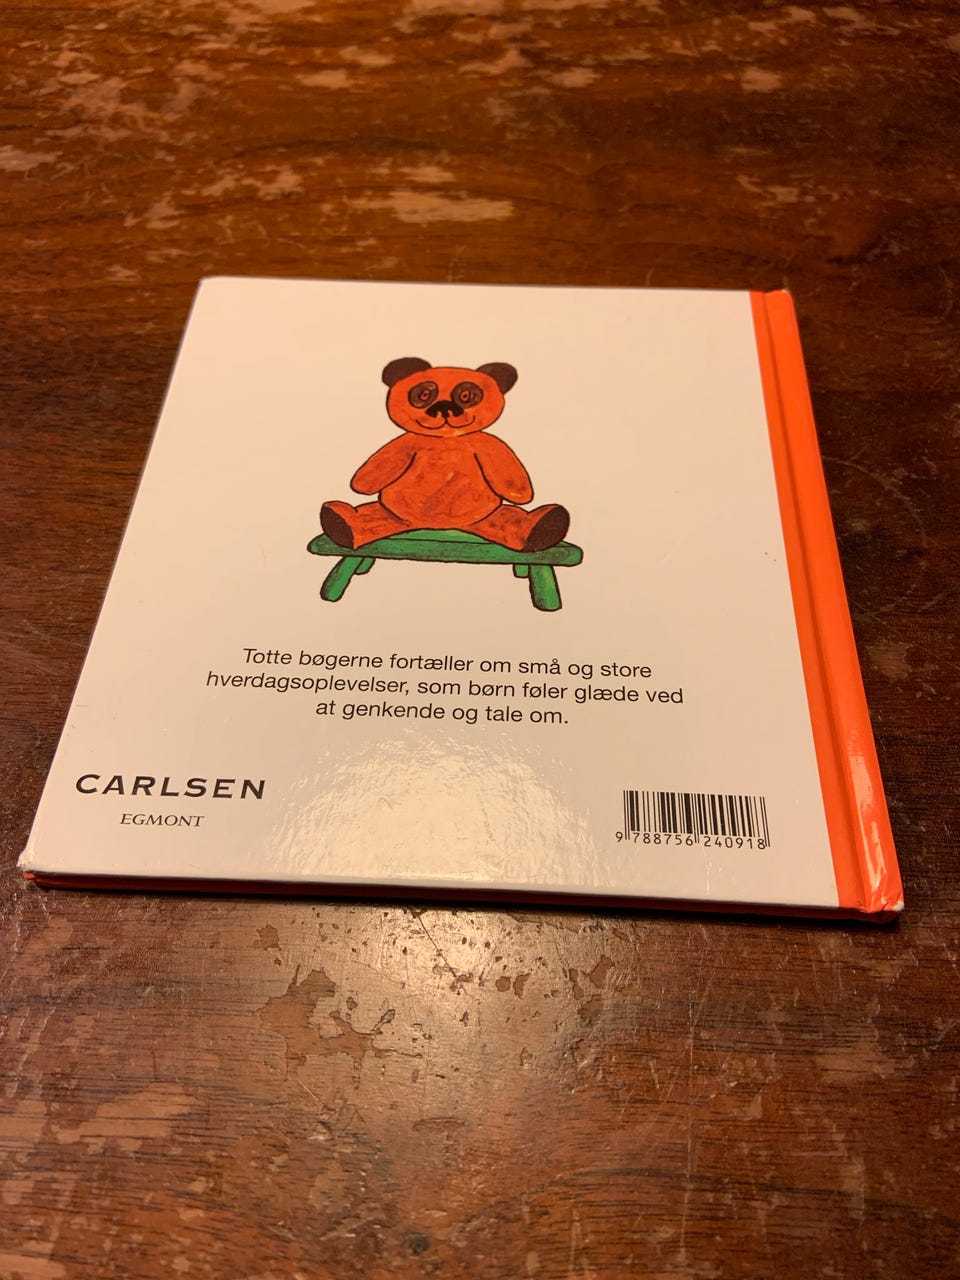 Totte bøgerne fortæller om små og store
hverdagsoplevelser, som børn føler glæde ved
at genkende og tale om.
CARLSEN
EGMONT
9 788756 240918